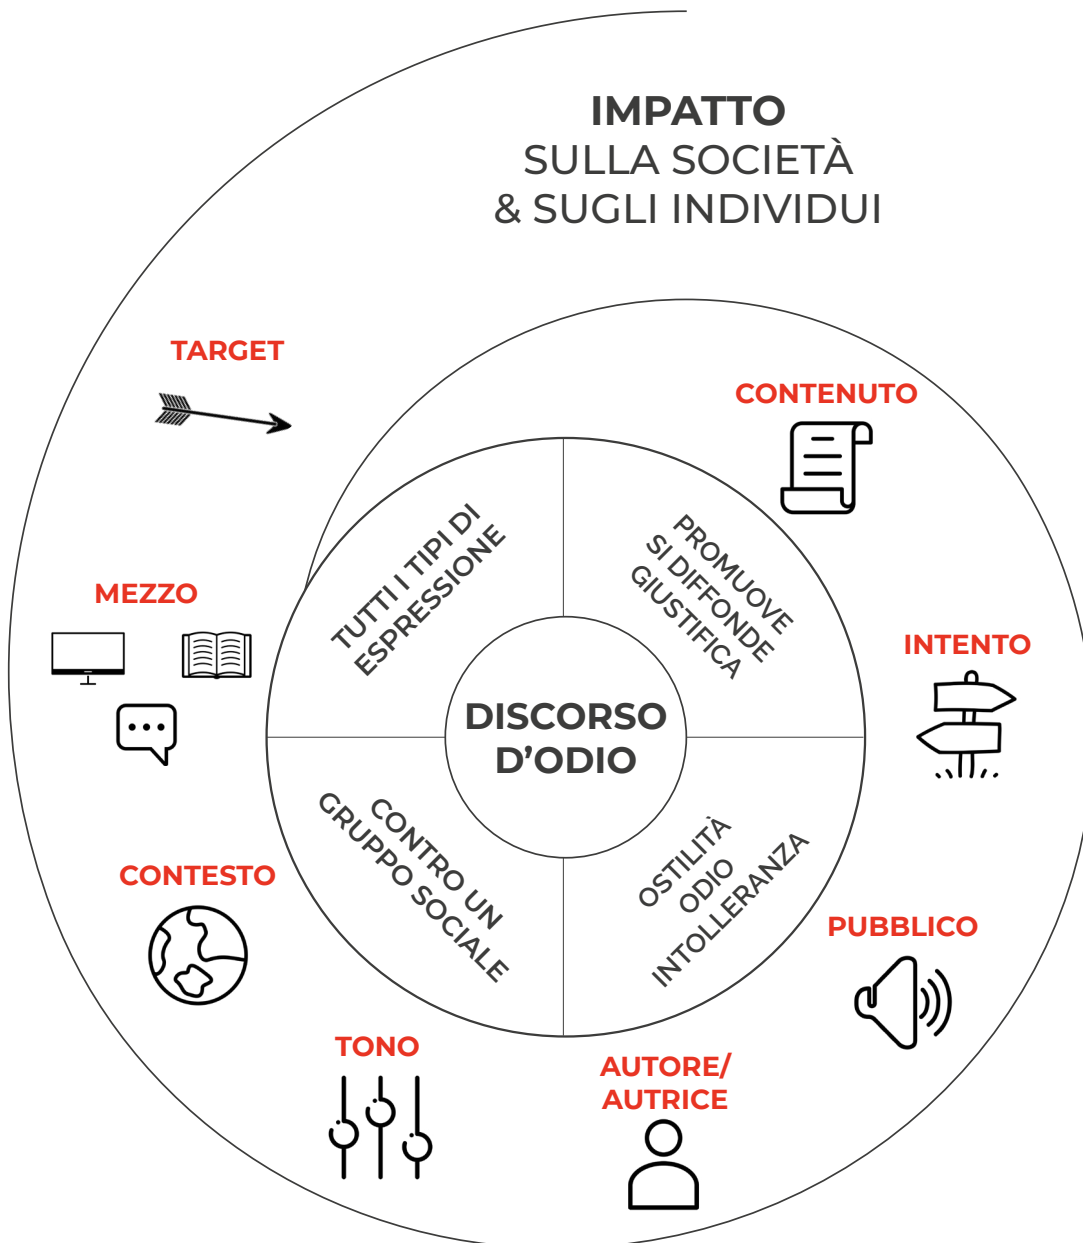 IMPATTO
SULLA SOCIETÀ
& SUGLI INDIVIDUI
TARGET
CONTENUTO
TUTTI I TIPI DI
ESPRESSIONE
PROMUOVE
SI DIFFONDE
GIUSTIFICA
MEZZO
INTENTO
DISCORSO
D’ODIO
CONTRO UN
GRUPPO SOCIALE
OSTILITÀ
ODIO
INTOLLERANZA
CONTESTO
PUBBLICO
TONO
AUTORE/
AUTRICE